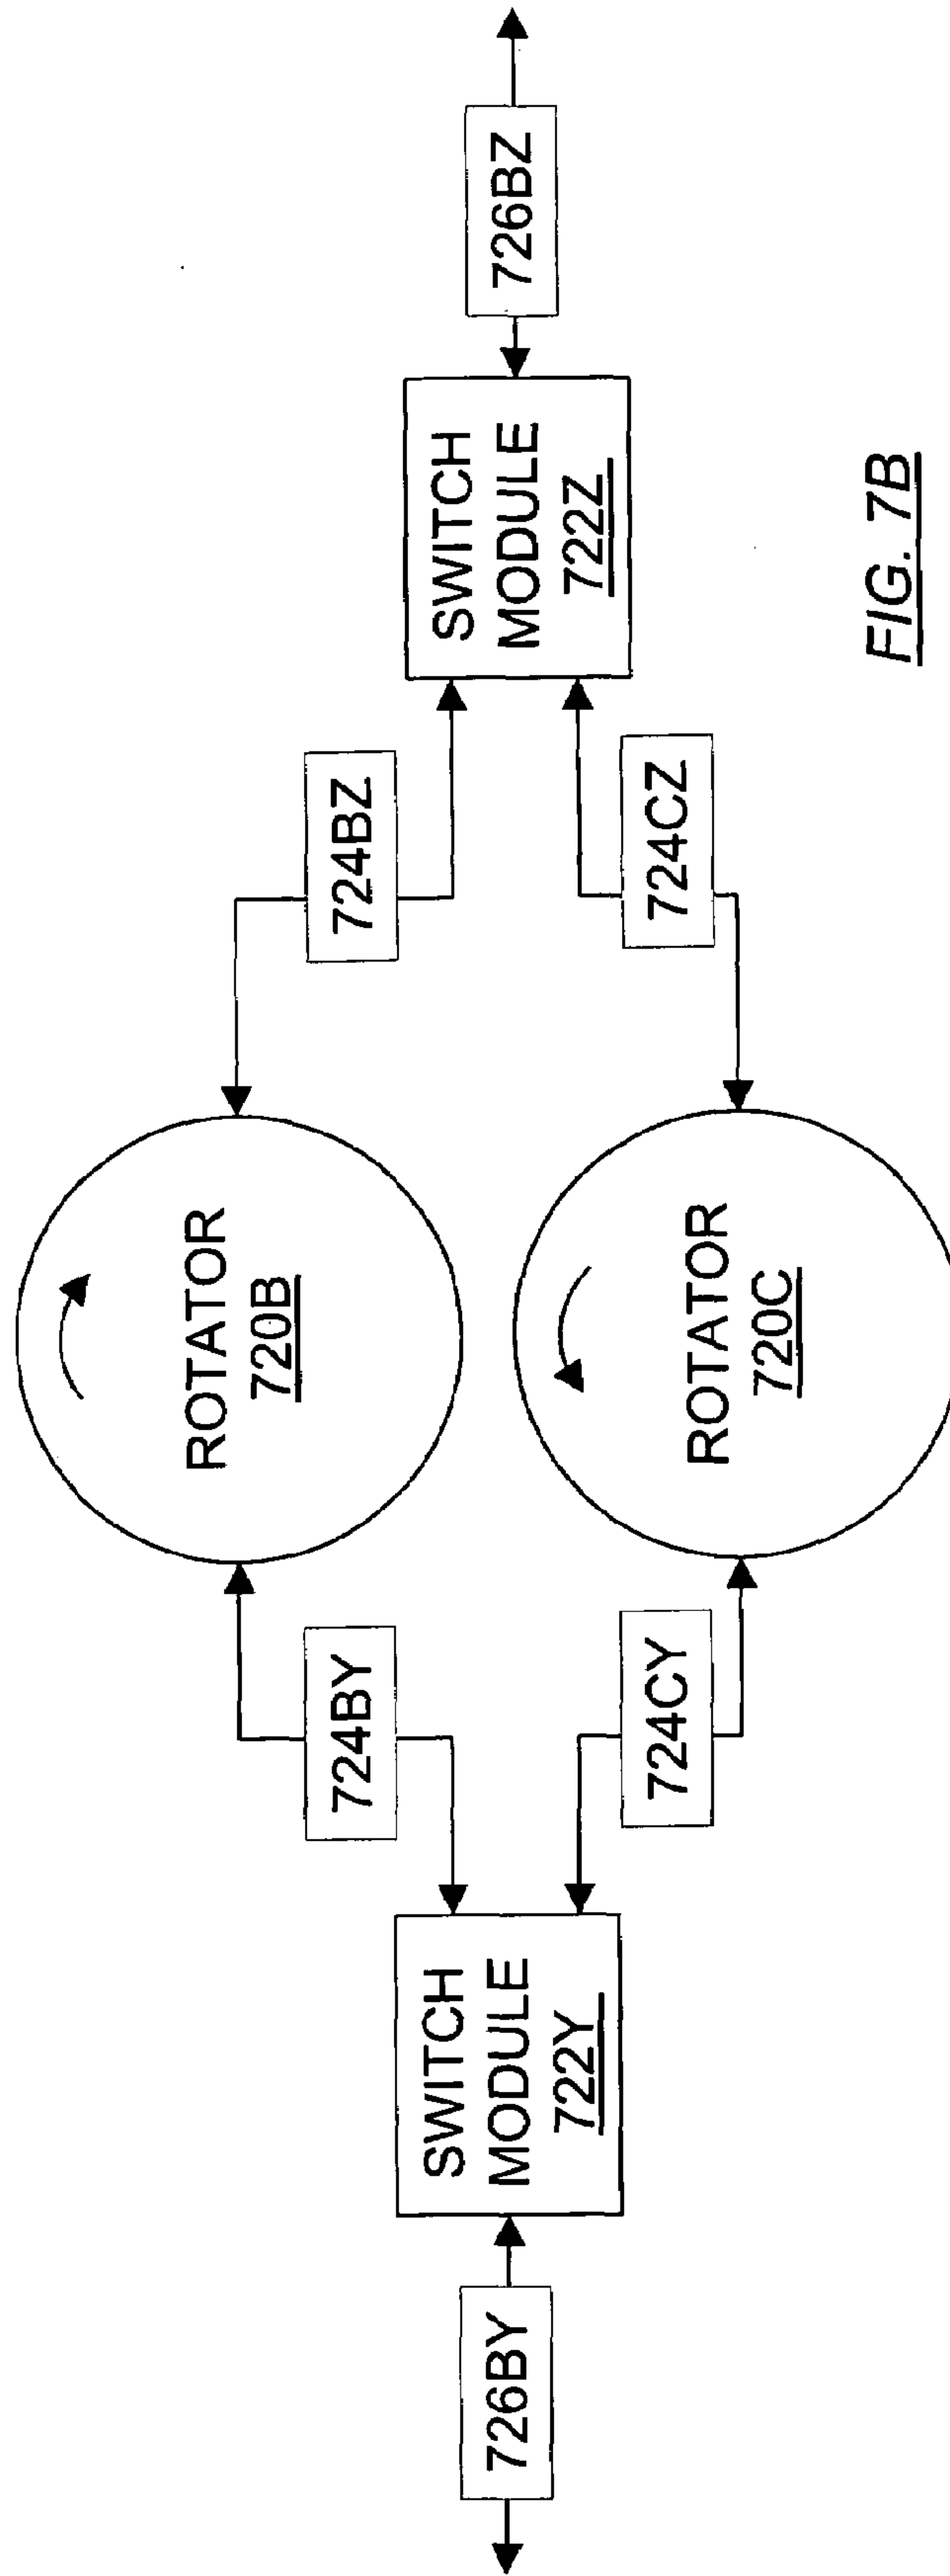 ROTATOR
720B
724BY
724BZ
SWITCH
MODULE
722Y
SWITCH
MODULE
722Z
726BY
726BZ
724CY
724CZ
ROTATOR
720C
FIG. 7B